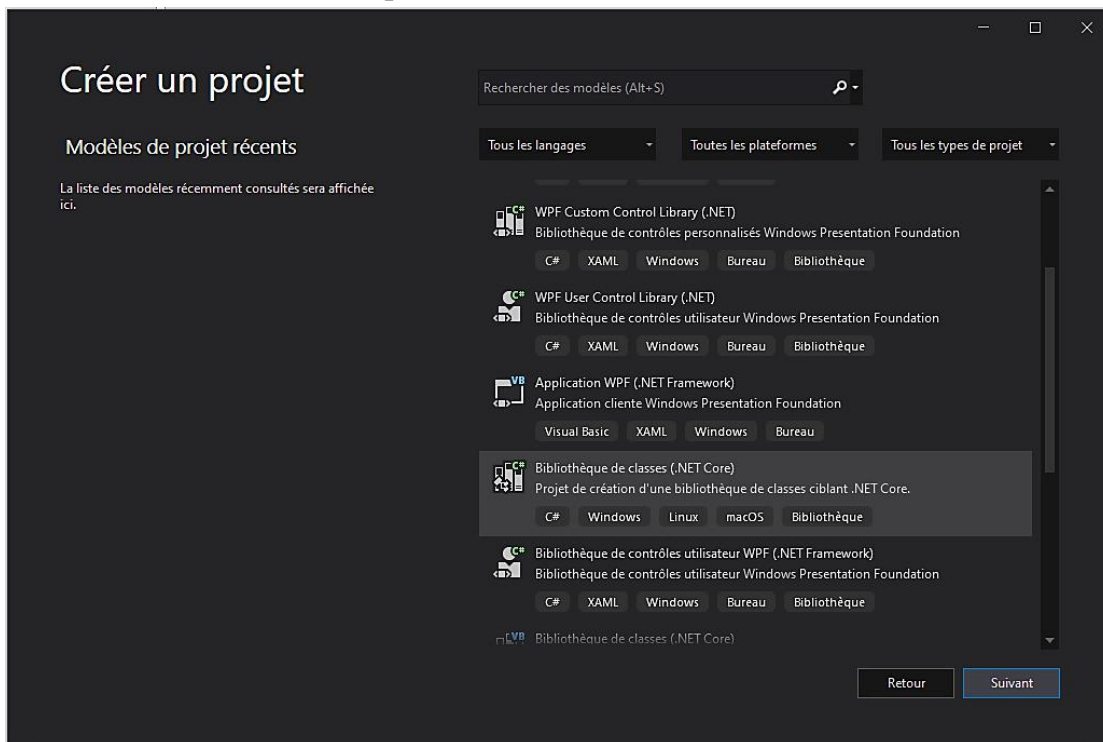 Créer un projet
Rechercher des modèles (Alt+S)
Modèles de projet récents
Tous les langages
Toutes les plateformes
Tous les types de projet
La liste des modèles récemment consultés sera affichée
ici.
C#
WPF Custom Control Library (.NET)
Bibliothèque de contrôles personnalisés Windows Presentation Foundation
C# XAML Windows Bureau Bibliothèque
C#
WPF User Control Library (.NET)
Bibliothèque de contrôles utilisateur Windows Presentation Foundation
C# XAML Windows Bureau Bibliothèque
VB
Application WPF (.NET Framework)
Application cliente Windows Presentation Foundation
Visual Basic XAML Windows Bureau
C#
Bibliothèque de classes (.NET Core)
Projet de création d'une bibliothèque de classes ciblant .NET Core.
C# Windows Linux macOS Bibliothèque
C#
Bibliothèque de contrôles utilisateur WPF (.NET Framework)
Bibliothèque de contrôles utilisateur Windows Presentation Foundation
C# XAML Windows Bureau Bibliothèque
VB
Bibliothèque de classes (.NET Core)
Retour
Suivant